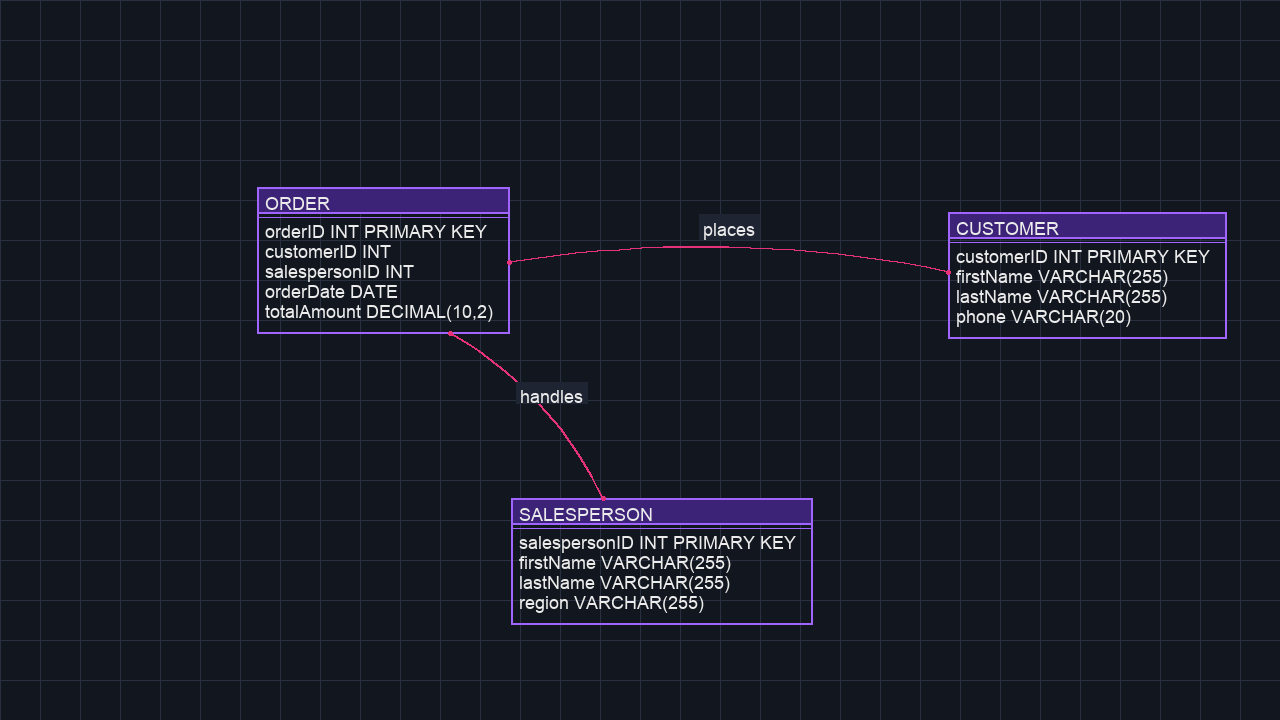 ORDER
orderID INT PRIMARY KEY
customerID INT
salespersonID INT
orderDate DATE
totalAmount DECIMAL(10,2)
places
CUSTOMER
customerID INT PRIMARY KEY
firstName VARCHAR(255)
lastName VARCHAR(255)
phone VARCHAR(20)
handles
SALESPERSON
salespersonID INT PRIMARY KEY
firstName VARCHAR(255)
lastName VARCHAR(255)
region VARCHAR(255)